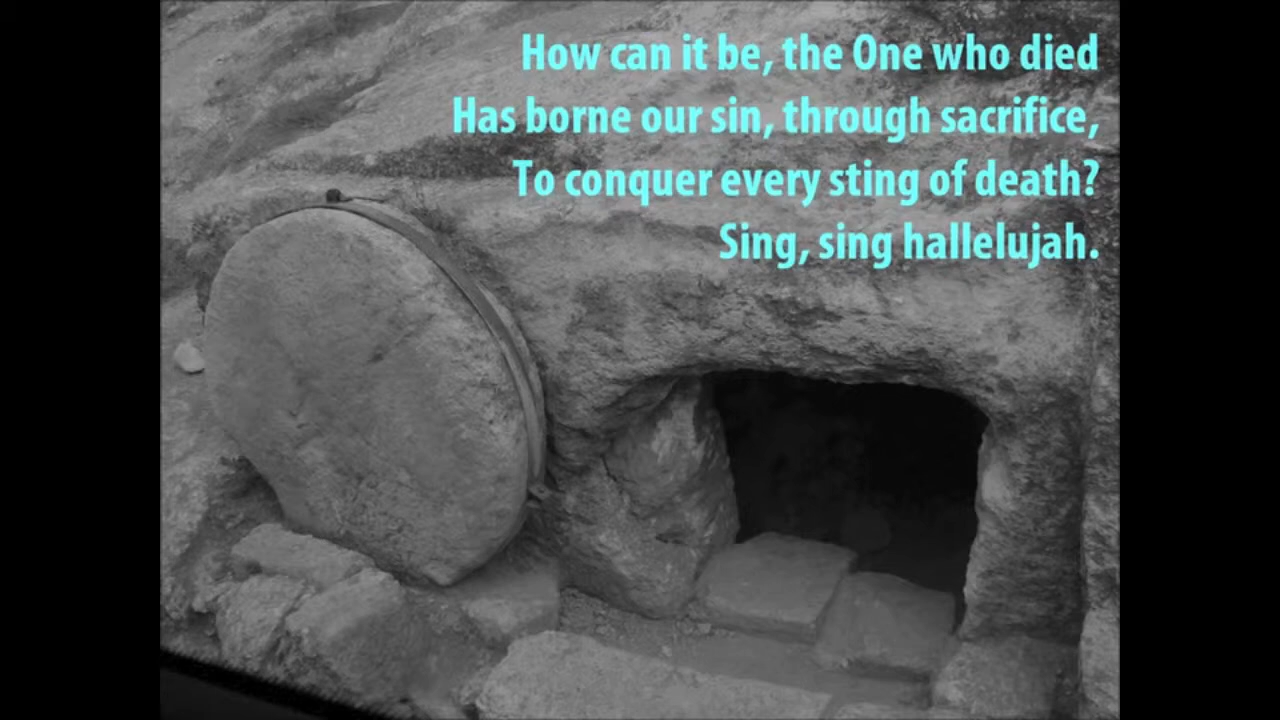 How can it be, the One who died
Has borne our sin, through sacrifice,
To conquer every sting of death?
Sing, sing hallelujah.